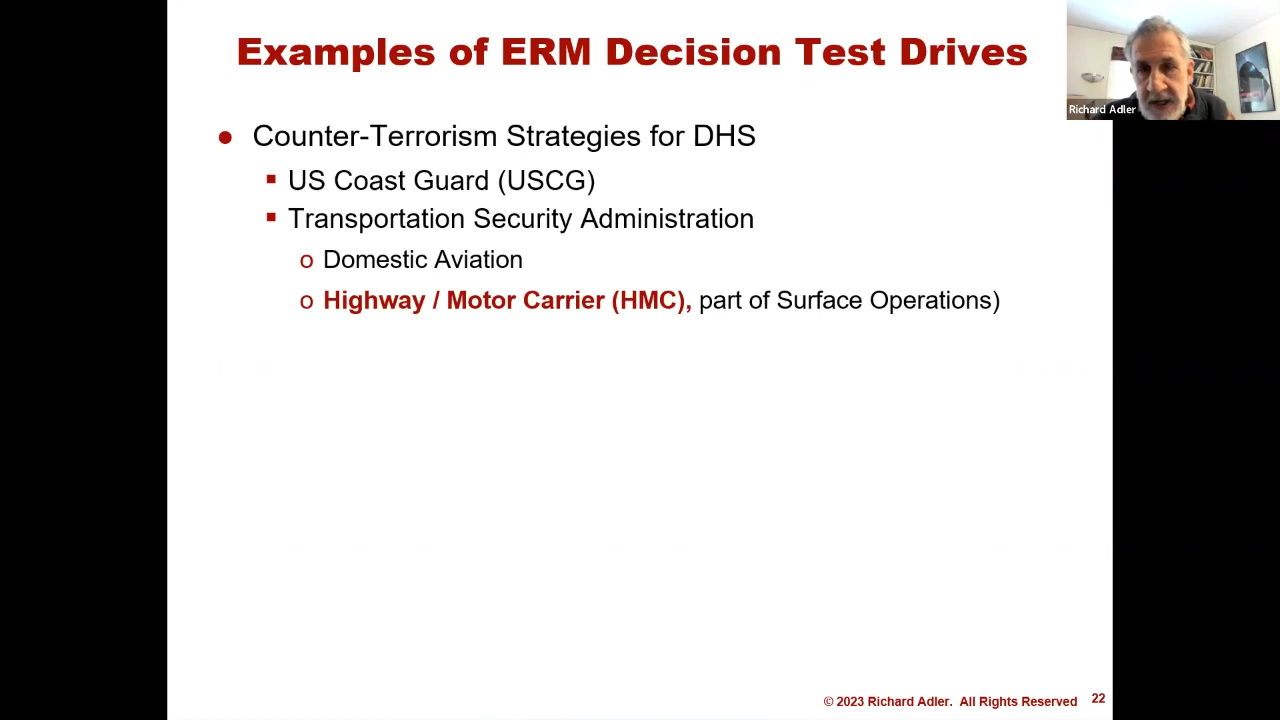 Examples of ERM Decision Test Drives
Richard Adler
● Counter-Terrorism Strategies for DHS
▪ US Coast Guard (USCG)
▪ Transportation Security Administration
o Domestic Aviation
o Highway / Motor Carrier (HMC), part of Surface Operations)
© 2023 Richard Adler. All Rights Reserved 22